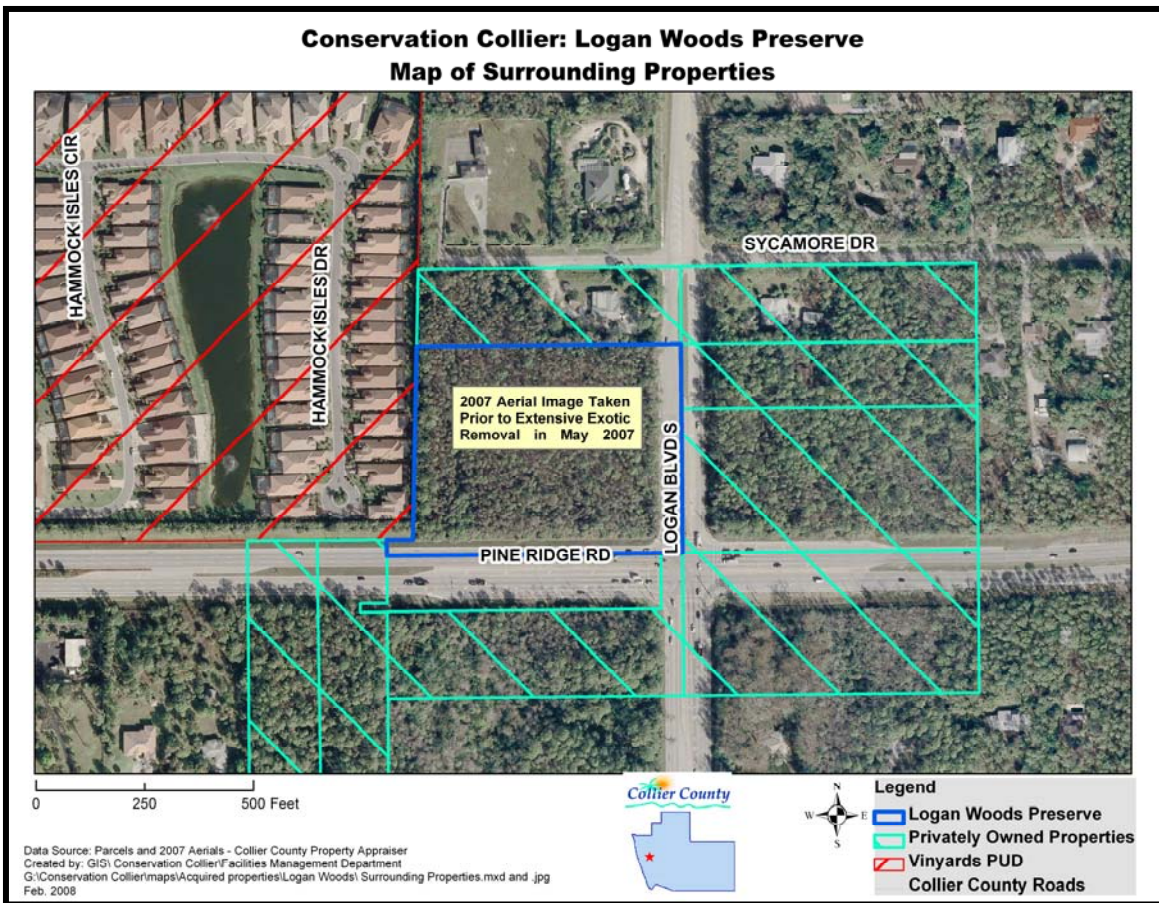 Conservation Collier: Logan Woods Preserve
Map of Surrounding Properties
HAMMOCK ISLES CIR
HAMMOCK ISLES DR
SYCAMORE DR
2007 Aerial Image Taken
Prior to Extensive Exotic
Removal in May 2007
LOGAN BLVD S
PINE RIDGE RD
0 250 500 Feet
Collier County
N
W E
S
Legend
Logan Woods Preserve
Privately Owned Properties
Vinyards PUD
Collier County Roads
Data Source: Parcels and 2007 Aerials - Collier County Property Appraiser
Created by: GIS\ Conservation Collier\Facilities Management Department
G:\Conservation Collier\maps\Acquired properties\Logan Woods\ Surrounding Properties.mxd and .jpg
Feb. 2008